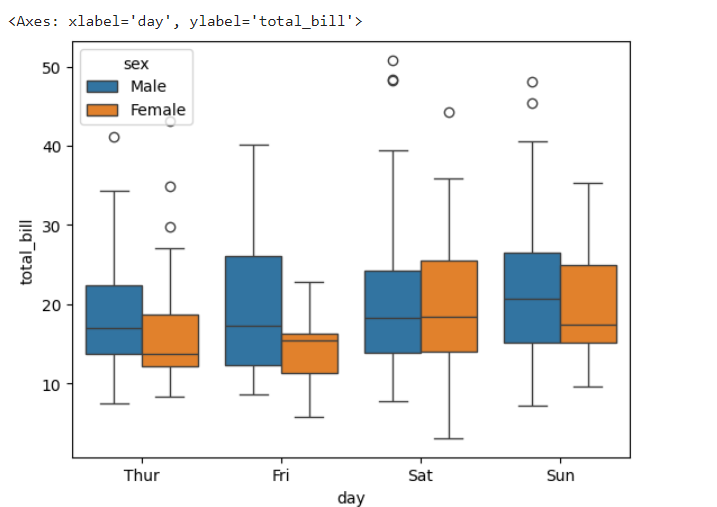 <Axes: xlabel='day', ylabel='total_bill'>
sex
Male
Female
50
40
30
20
10
total_bill
Thur
Fri
Sat
Sun
day